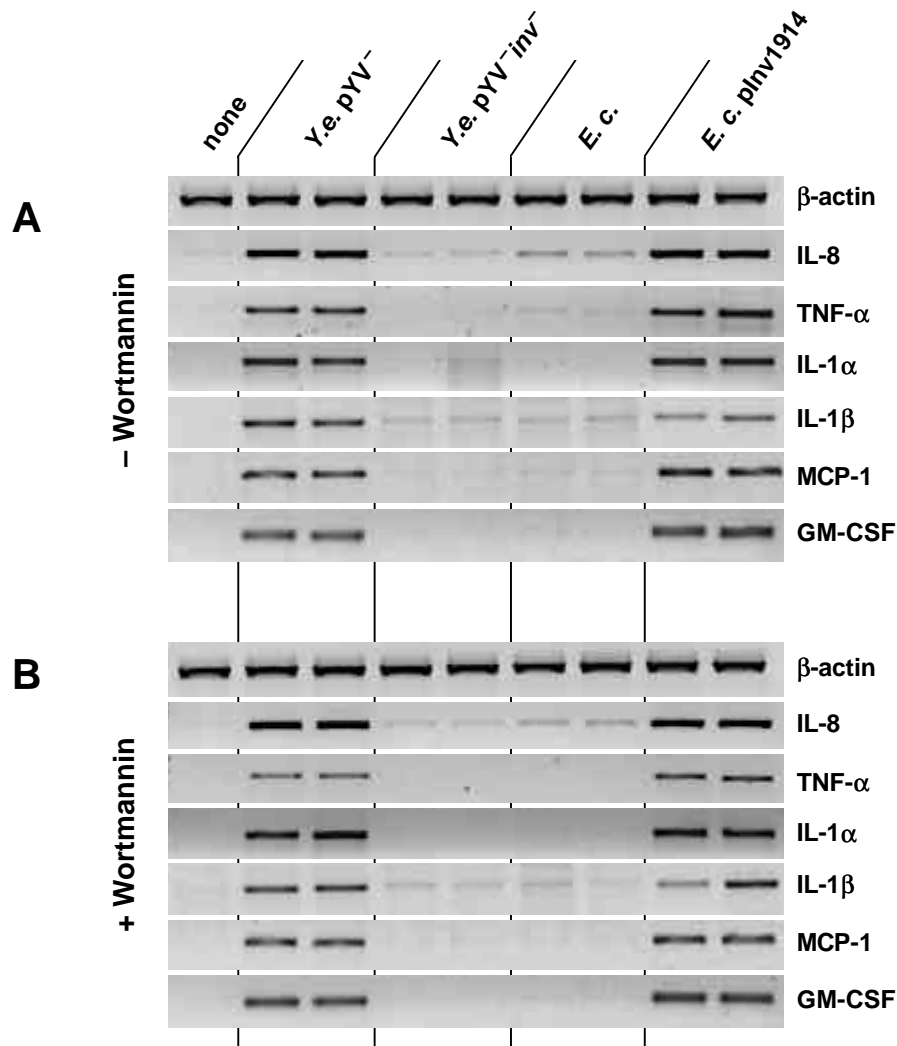 none
Y.e. pYV⁻
Y.e. pYV⁻inv⁻
E. c.
E. c. pInv1914
A
– Wortmannin
β-actin
IL-8
TNF-α
IL-1α
IL-1β
MCP-1
GM-CSF
B
+ Wortmannin
β-actin
IL-8
TNF-α
IL-1α
IL-1β
MCP-1
GM-CSF